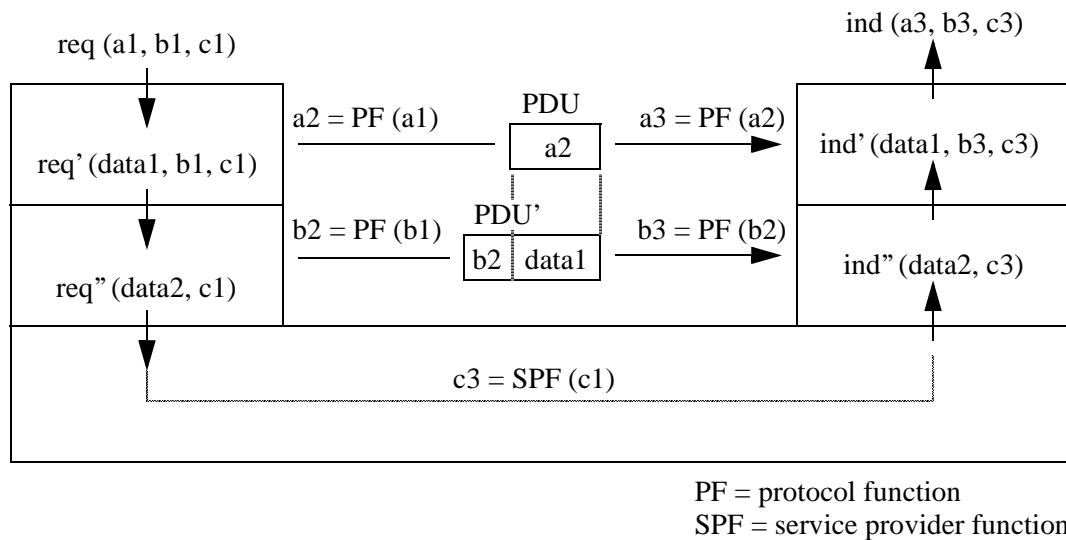 req (a1, b1, c1)
ind (a3, b3, c3)
PDU
a2 = PF (a1)
a3 = PF (a2)
a2
req’ (data1, b1, c1)
ind’ (data1, b3, c3)
PDU’
b2 = PF (b1)
b3 = PF (b2)
b2
data1
req” (data2, c1)
ind” (data2, c3)
c3 = SPF (c1)
PF = protocol function
SPF = service provider function